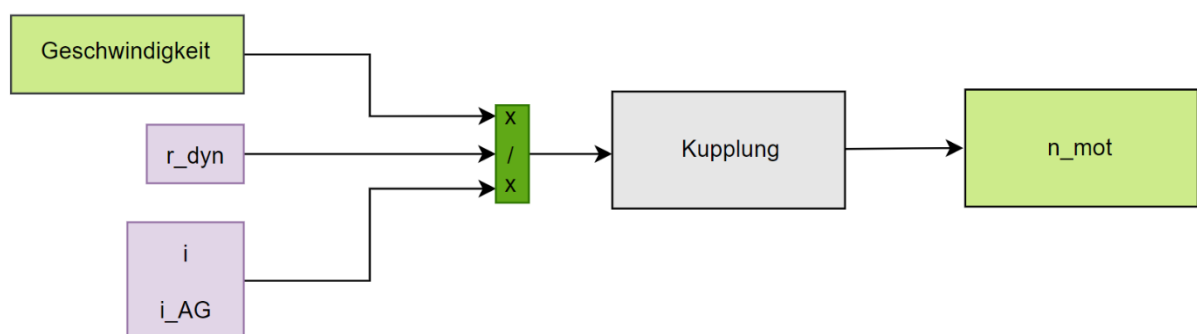 Geschwindigkeit
r_dyn
i
i_AG
x
/
x
Kupplung
n_mot